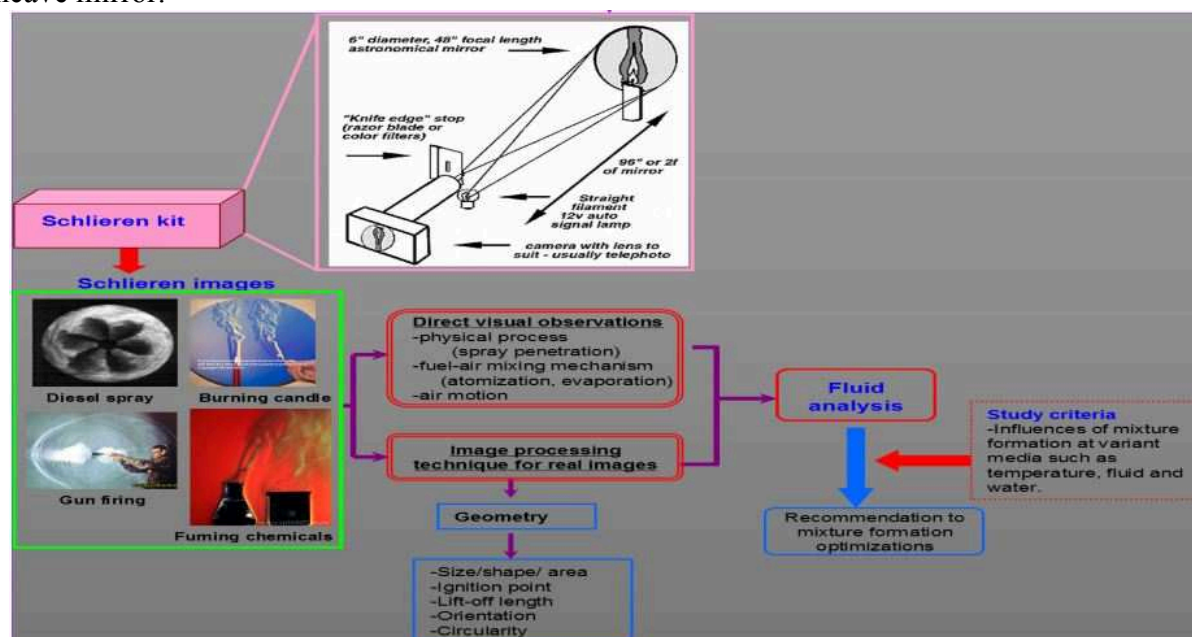 6" diameter, 48" focal length
astronomical mirror
"Knife edge" stop
(razor blade or
color filters)
96" or 2f
of mirror
Straight
filament
12v auto
signal lamp
camera with lens to
suit - usually telephoto
Schlieren kit
Schlieren images
Diesel spray
Burning candle
Gun firing
Fuming chemicals
Direct visual observations
-physical process
(spray penetration)
-fuel-air mixing mechanism
(atomization, evaporation)
-air motion
Image processing
technique for real images
Geometry
-Size/shape/ area
-Ignition point
-Lift-off length
-Orientation
-Circularity
Fluid
analysis
Study criteria
-Influences of mixture
formation at variant
media such as
temperature, fluid and
water.
Recommendation to
mixture formation
optimizations